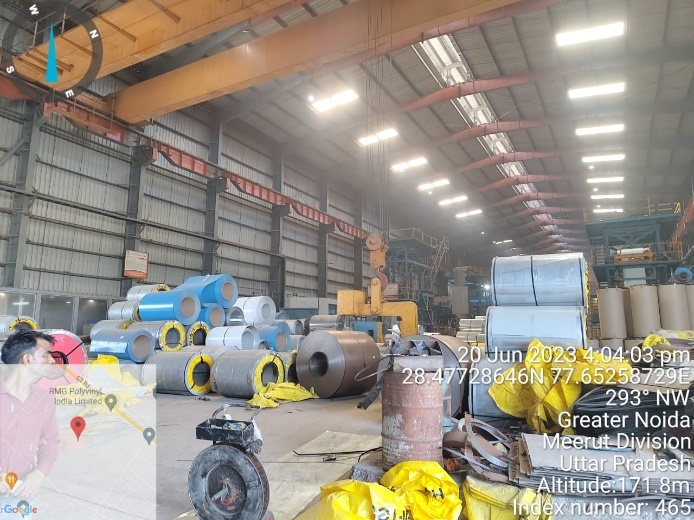 W
N
S
E
RMG Polyvinyl
India Limited
Google
20 Jun 2023 4:04:03 pm
28.47728646N 77.65258729E
293° NW
Greater Noida
Meerut Division
Uttar Pradesh
Altitude:171.8m
Index number: 465